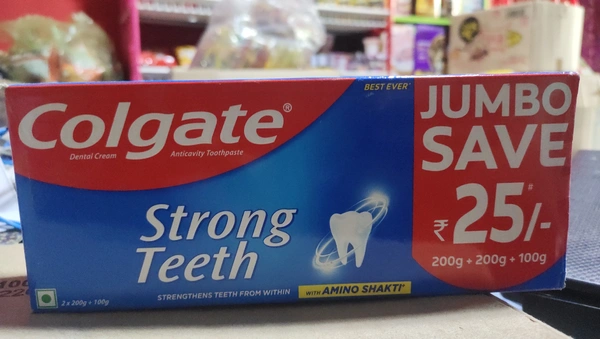 Colgate®
Dental Cream Anticavity Toothpaste
BEST EVER*
JUMBO
SAVE
₹25#/-
200g + 200g + 100g
Strong
Teeth
STRENGTHENS TEETH FROM WITHIN
WITH AMINO SHAKTI*
2 x 200g + 100g